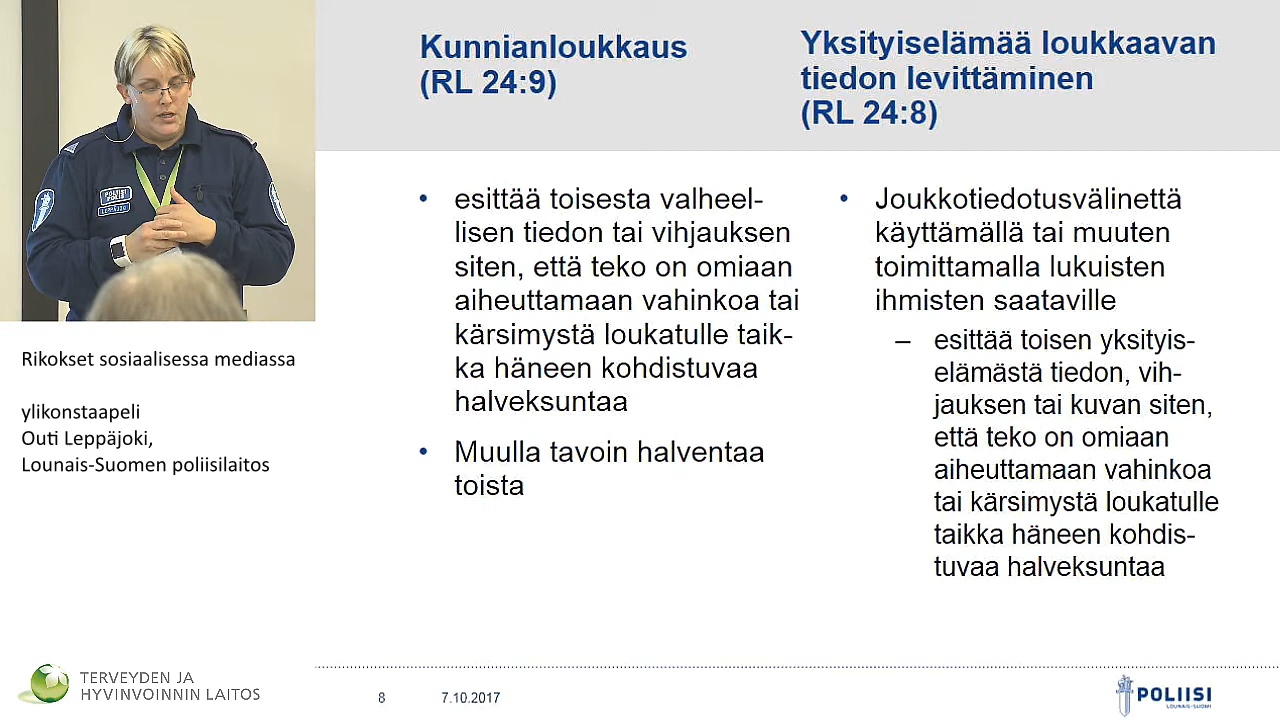 Kunnianloukkaus
(RL 24:9)
Yksityiselämää loukkaavan
tiedon levittäminen
(RL 24:8)
• esittää toisesta valheel-
lisen tiedon tai vihjauksen
siten, että teko on omiaan
aiheuttamaan vahinkoa tai
kärsimystä loukatulle taik-
ka häneen kohdistuvaa
halveksuntaa
• Muulla tavoin halventaa
toista
• Joukkotiedotusvälinettä
käyttämällä tai muuten
toimittamalla lukuisten
ihmisten saataville
– esittää toisen yksityis-
elämästä tiedon, vih-
jauksen tai kuvan siten,
että teko on omiaan
aiheuttamaan vahinkoa
tai kärsimystä loukatulle
taikka häneen kohdis-
tuvaa halveksuntaa
POLIISI
POLIS
Rikokset sosiaalisessa mediassa
ylikonstaapeli
Outi Leppäjoki,
Lounais-Suomen poliisilaitos
TERVEYDEN JA
HYVINVOINNIN LAITOS
8
7.10.2017
POLIISI
LOUNAIS-SUOMI